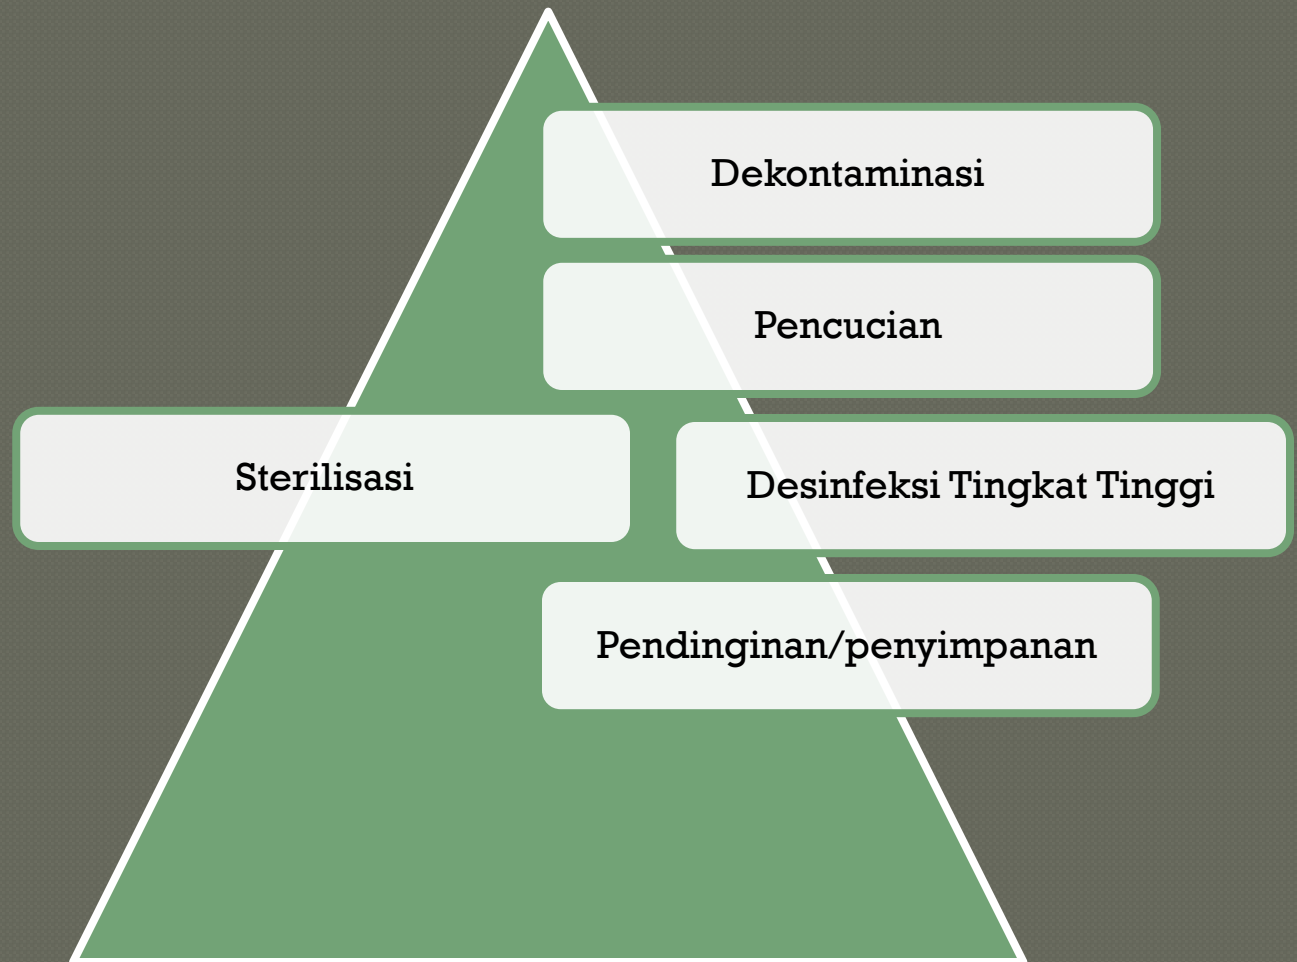 Dekontaminasi
Pencucian
Sterilisasi
Desinfeksi Tingkat Tinggi
Pendinginan/penyimpanan